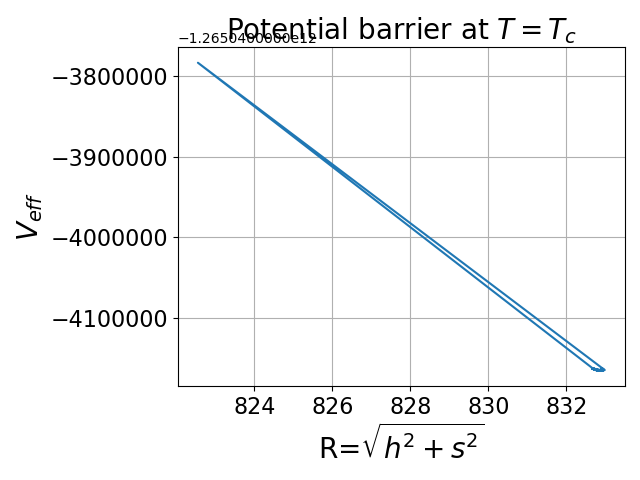 Potential barrier at $T = T_c$
−1.2650400000e12
−3800000
−3900000
−4000000
−4100000
$V_{eff}$
824 826 828 830 832
R=$\sqrt{h^2 + s^2}$